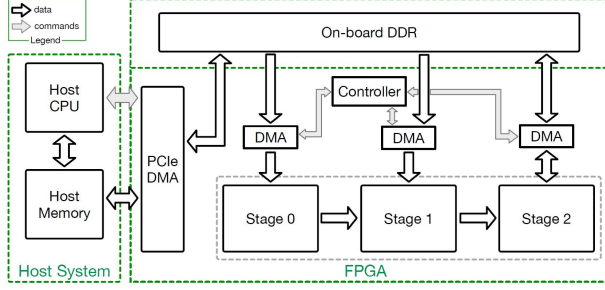 data
commands
Legend
On-board DDR
Host
CPU
Controller
PCIe
DMA
DMA
DMA
DMA
Host
Memory
Stage 0
Stage 1
Stage 2
Host System
FPGA